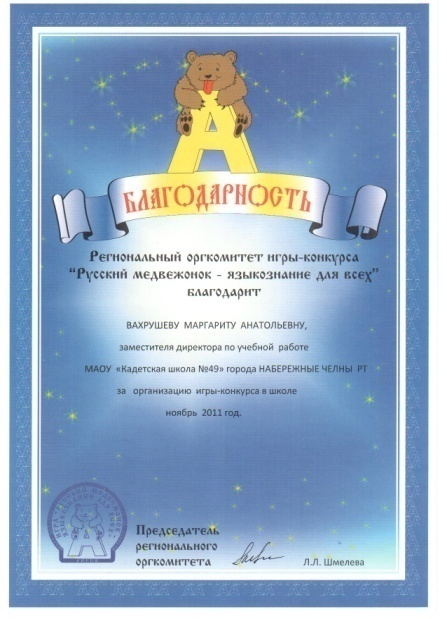 А
БЛАГОДАРНОСТЬ
Региональный оргкомитет игры-конкурса
"Русский медвежонок - языкознание для всех"
благодарит
ВАХРУШЕВУ МАРГАРИТУ АНАТОЛЬЕВНУ,
заместителя директора по учебной работе
МАОУ «Кадетская школа №49» города НАБЕРЕЖНЫЕ ЧЕЛНЫ РТ
за организацию игры-конкурса в школе
ноябрь 2011 год.
А
Председатель
регионального
оргкомитета
Л.Л. Шмелева